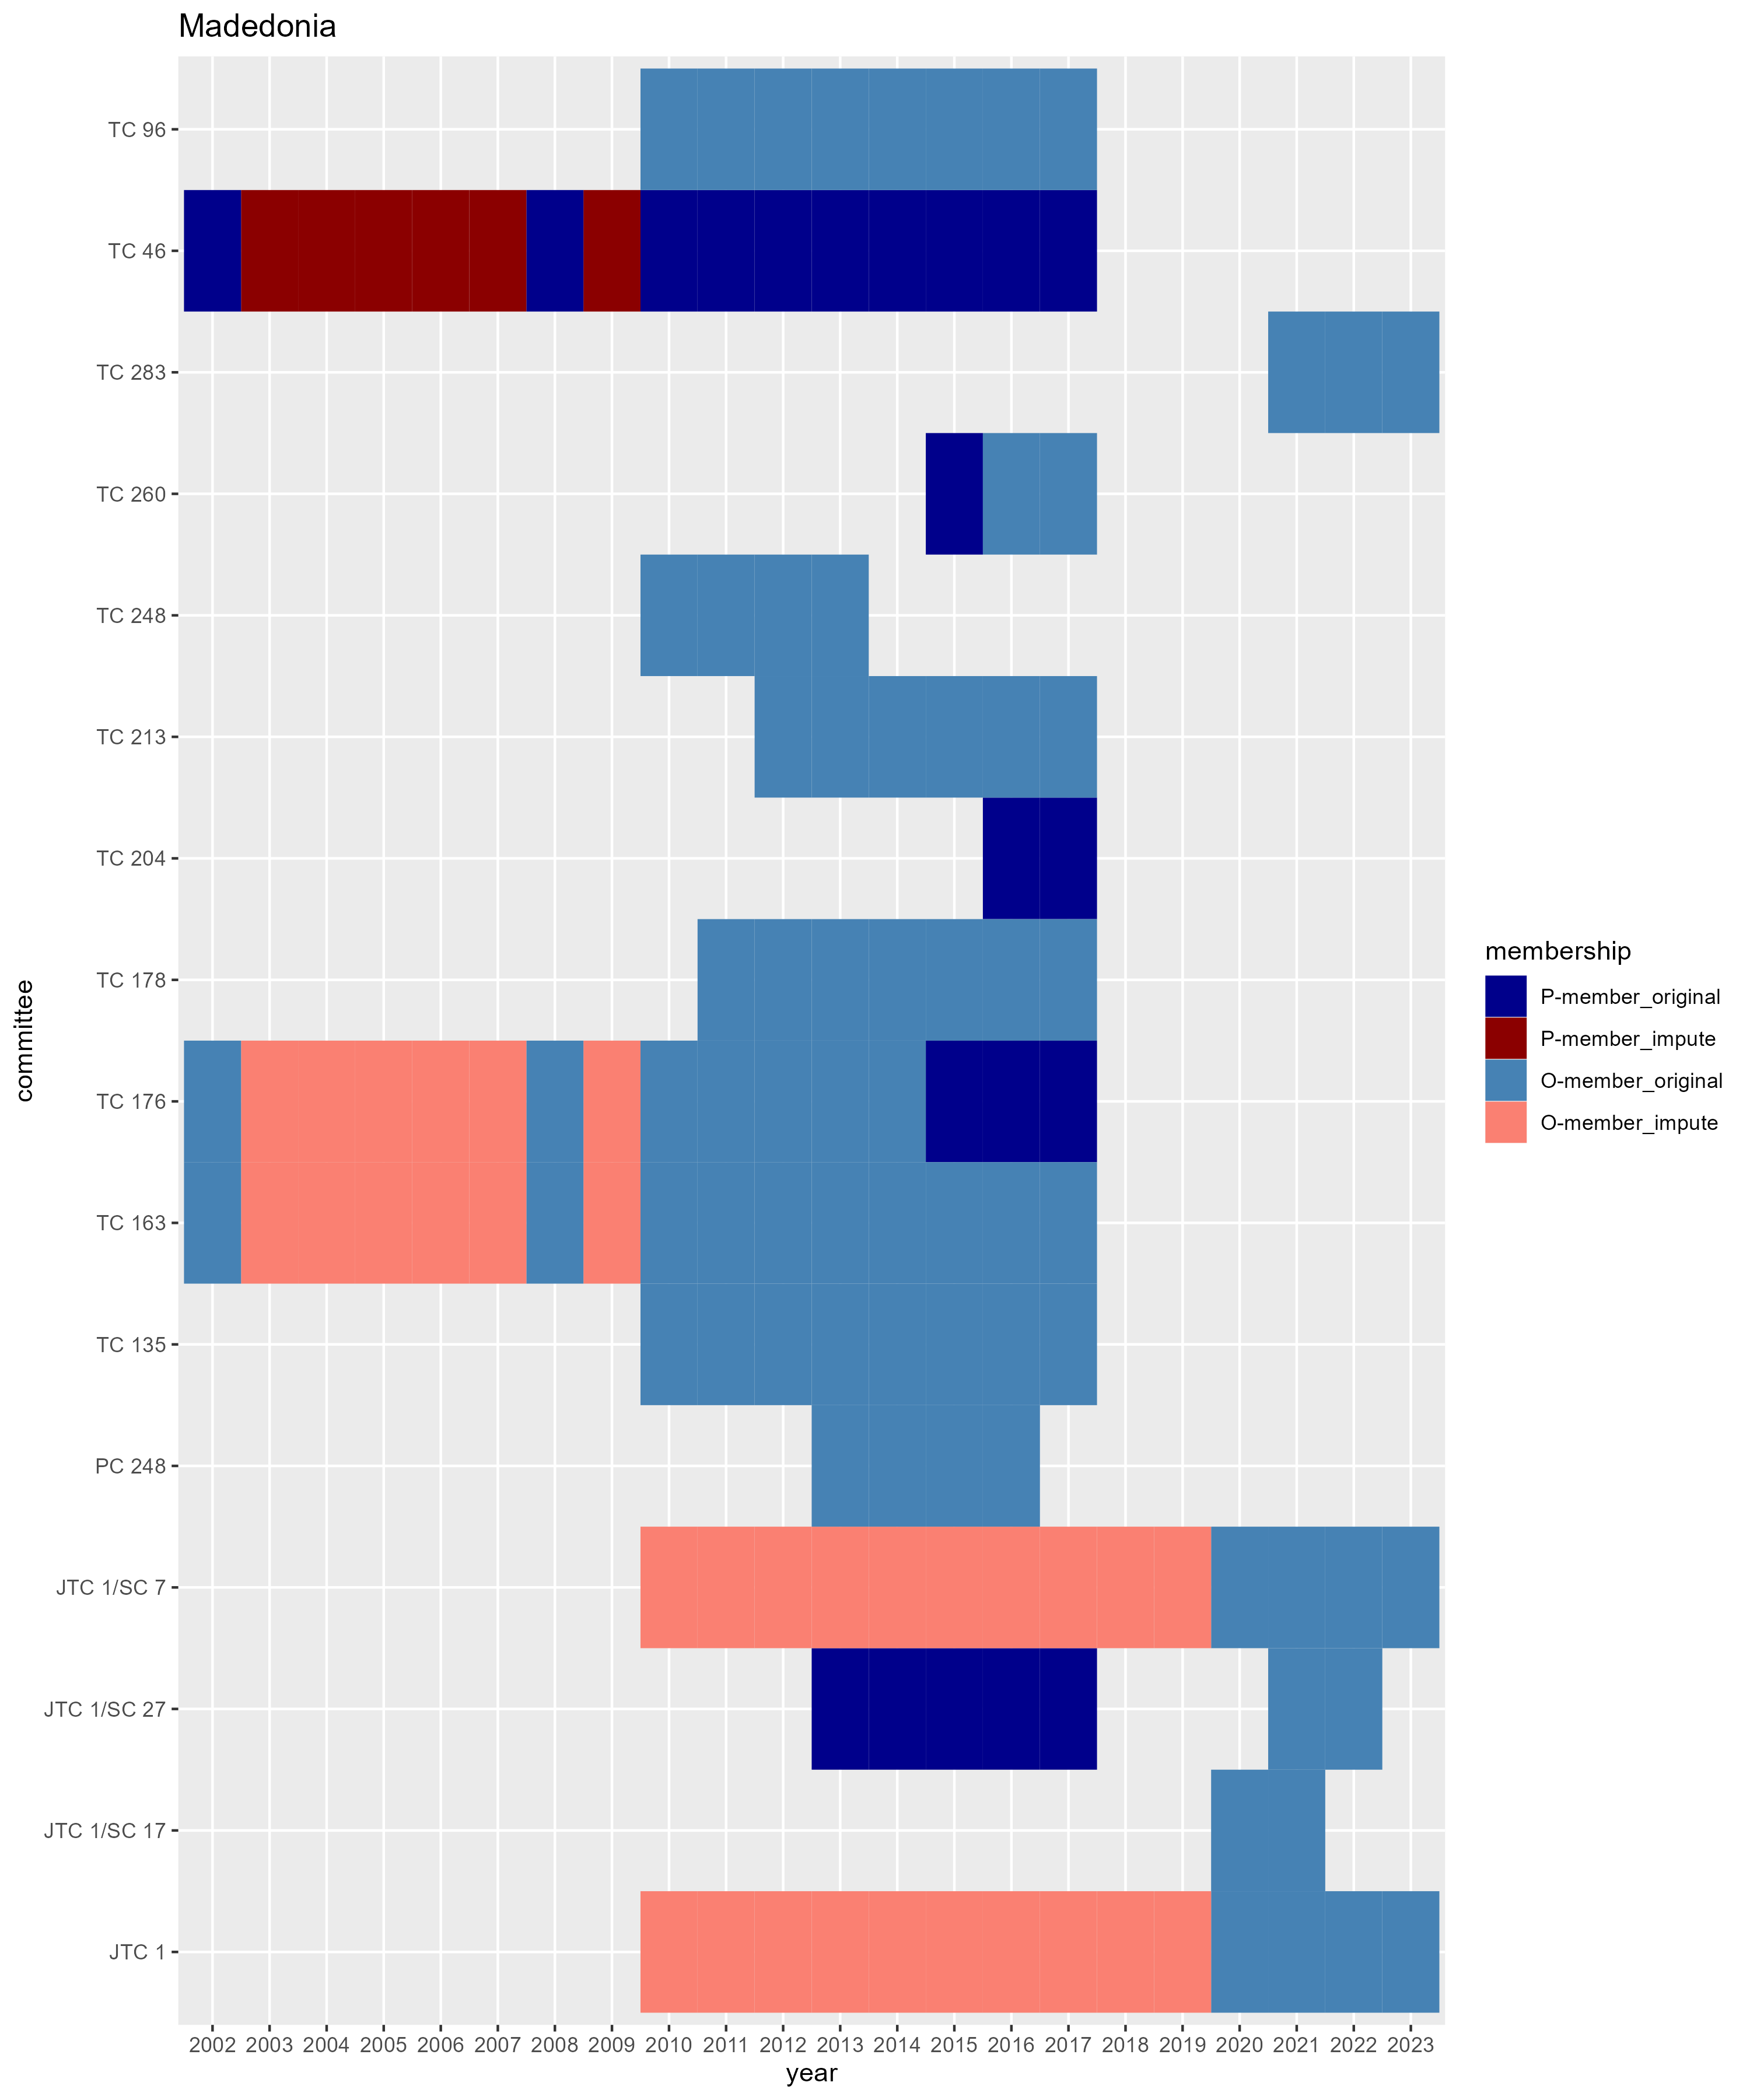 Madedonia
TC 96
TC 46
TC 283
TC 260
TC 248
TC 213
TC 204
TC 178
TC 176
TC 163
TC 135
PC 248
JTC 1/SC 7
JTC 1/SC 27
JTC 1/SC 17
JTC 1
committee
2002 2003 2004 2005 2006 2007 2008 2009 2010 2011 2012 2013 2014 2015 2016 2017 2018 2019 2020 2021 2022 2023
year
membership
P-member_original
P-member_impute
O-member_original
O-member_impute